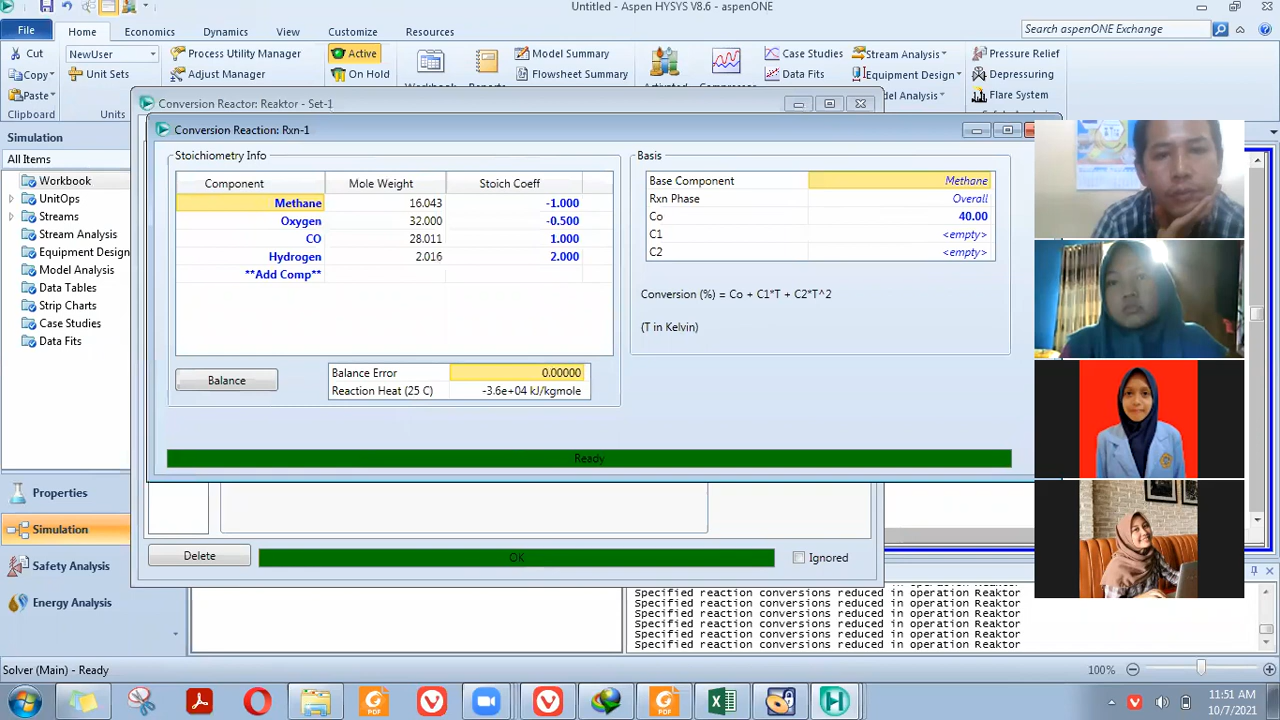 Untitled - Aspen HYSYS V8.6 - aspenONE
File
Home
Economics
Dynamics
View
Customize
Resources
Search aspenONE Exchange
Cut
Copy
Paste
Clipboard
NewUser
Unit Sets
Units
Process Utility Manager
Adjust Manager
Active
On Hold
Model Summary
Flowsheet Summary
Case Studies
Data Fits
Stream Analysis
Equipment Design
Model Analysis
Pressure Relief
Depressuring
Flare System
Simulation
All Items
Workbook
UnitOps
Streams
Stream Analysis
Equipment Design
Model Analysis
Data Tables
Strip Charts
Case Studies
Data Fits
Properties
Simulation
Safety Analysis
Energy Analysis
Conversion Reactor: Reaktor - Set-1
Conversion Reaction: Rxn-1
Stoichiometry Info
Component Mole Weight Stoich Coeff
Methane 16.043 -1.000
Oxygen 32.000 -0.500
CO 28.011 1.000
Hydrogen 2.016 2.000
**Add Comp**
Balance
Balance Error 0.00000
Reaction Heat (25 C) -3.6e+04 kJ/kgmole
Basis
Base Component Methane
Rxn Phase Overall
Co 40.00
C1 <empty>
C2 <empty>
Conversion (%) = Co + C1*T + C2*T^2
(T in Kelvin)
Ready
Delete
OK
Ignored
Specified reaction conversions reduced in operation Reaktor
Specified reaction conversions reduced in operation Reaktor
Specified reaction conversions reduced in operation Reaktor
Specified reaction conversions reduced in operation Reaktor
Specified reaction conversions reduced in operation Reaktor
Solver (Main) - Ready
100%
11:51 AM
10/7/2021